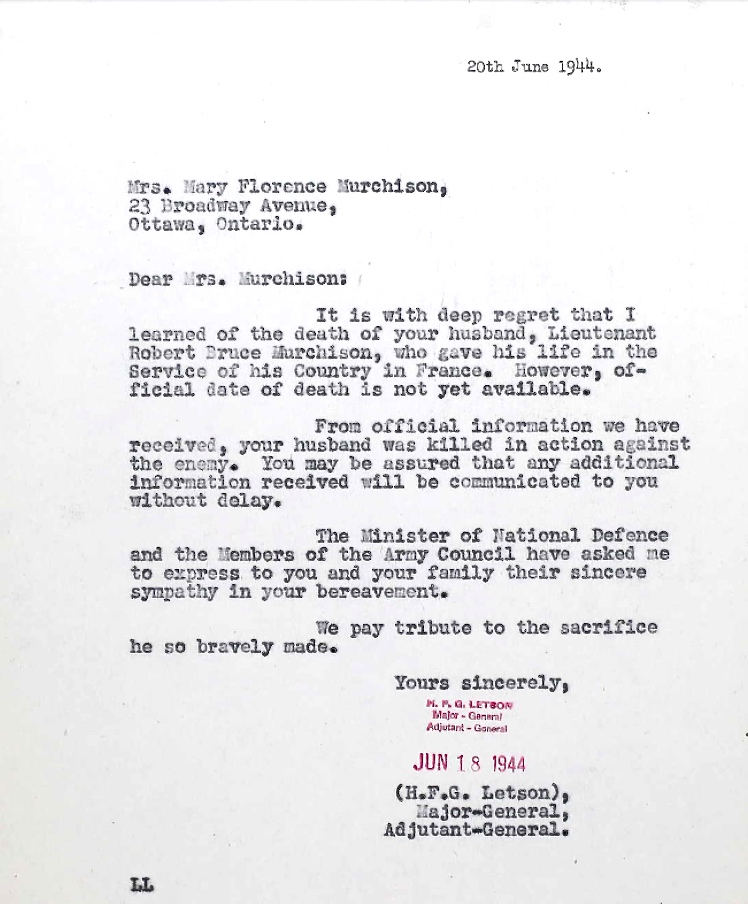 20th June 1944.
Mrs. Mary Florence Murchison,
23 Broadway Avenue,
Ottawa, Ontario.
Dear Mrs. Murchison:
It is with deep regret that I
learned of the death of your husband, Lieutenant
Robert Bruce Murchison, who gave his life in the
Service of his Country in France. However, of-
ficial date of death is not yet available.
From official information we have
received, your husband was killed in action against
the enemy. You may be assured that any additional
information received will be communicated to you
without delay.
The Minister of National Defence
and the Members of the Army Council have asked me
to express to you and your family their sincere
sympathy in your bereavement.
We pay tribute to the sacrifice
he so bravely made.
Yours sincerely,
H. F. G. LETSON
Major - General
Adjutant - General
JUN 18 1944
(H.F.G. Letson),
Major-General,
Adjutant-General.
LL